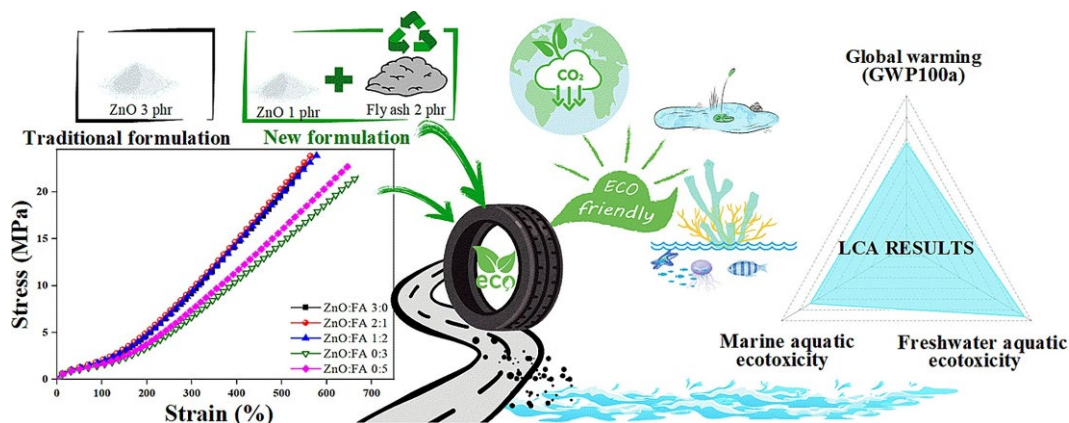 ZnO 3 phr
Traditional formulation
ZnO 1 phr
Fly ash 2 phr
New formulation
Stress (MPa)
20
15
10
5
0
0
100
200
300
400
500
600
700
Strain (%)
ZnO:FA 3:0
ZnO:FA 2:1
ZnO:FA 1:2
ZnO:FA 0:3
ZnO:FA 0:5
CO₂
ECO
friendly
eco
Global warming
(GWP100a)
LCA RESULTS
Marine aquatic
ecotoxicity
Freshwater aquatic
ecotoxicity